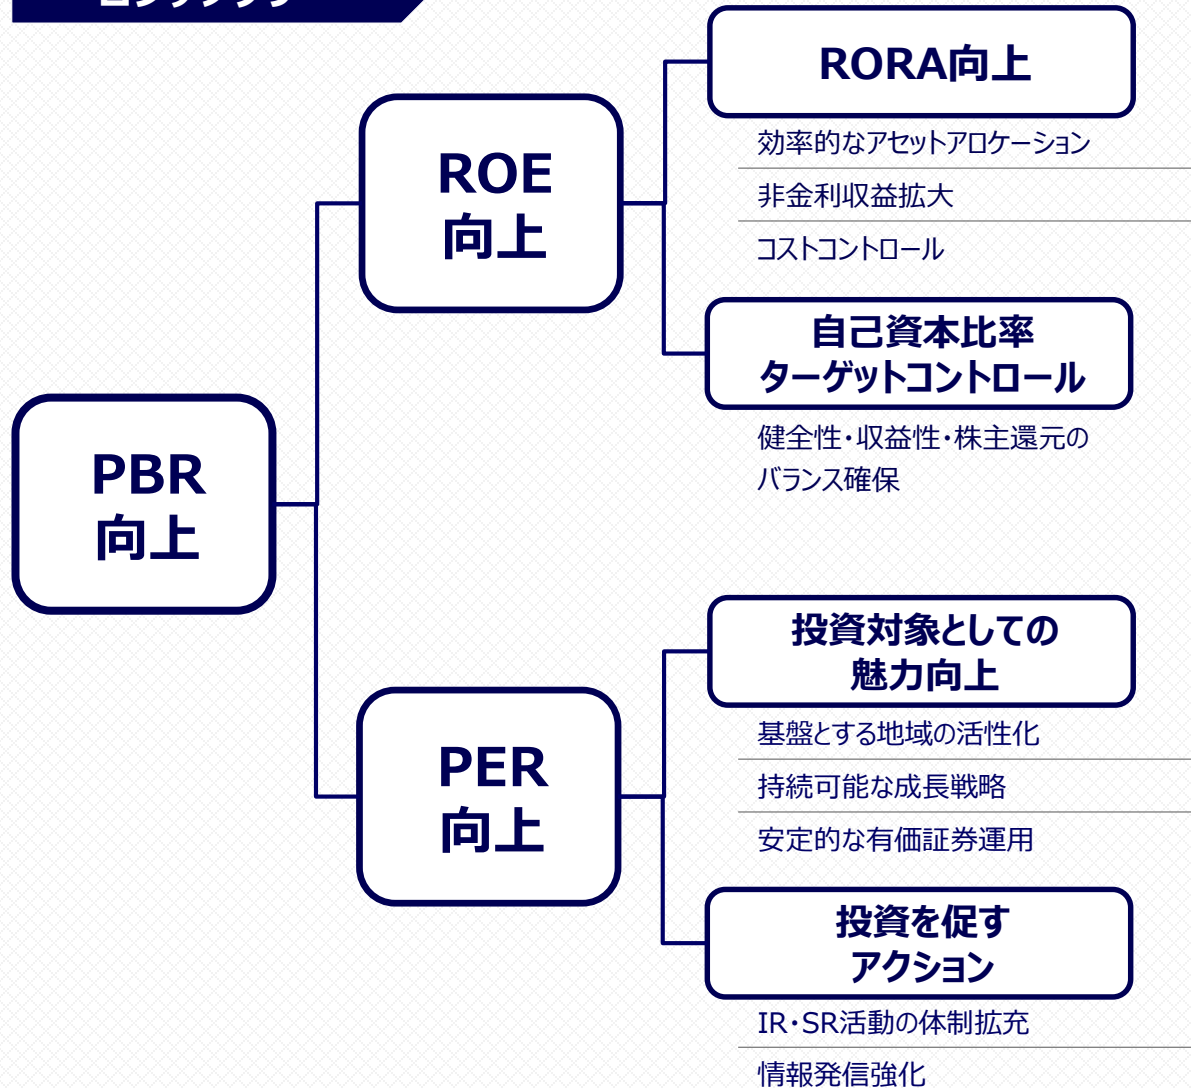 PBR
向上
ROE
向上
RORA向上
効率的なアセットアロケーション
非金利収益拡大
コストコントロール
自己資本比率
ターゲットコントロール
健全性・収益性・株主還元の
バランス確保
PER
向上
投資対象としての
魅力向上
基盤とする地域の活性化
持続可能な成長戦略
安定的な有価証券運用
投資を促す
アクション
IR・SR活動の体制拡充
情報発信強化